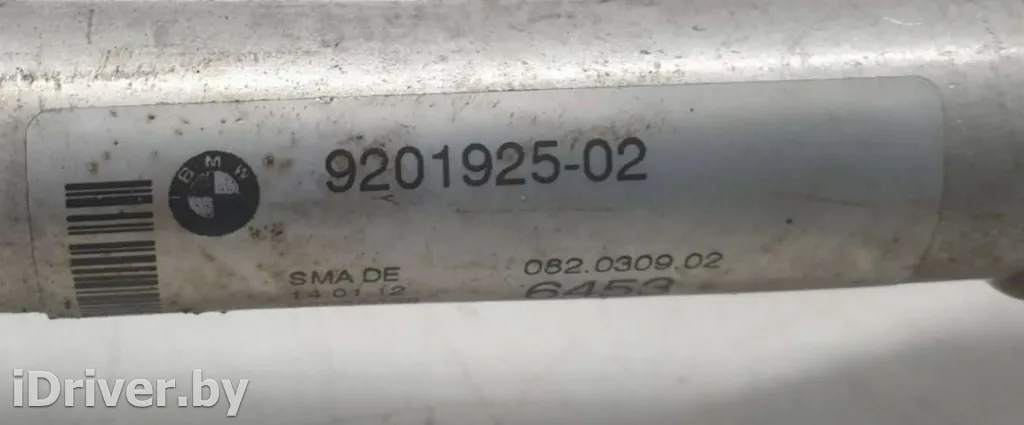 BMW
9201925-02
SMA DE
082.0309.02
14.01.12
6453
iDriver.by